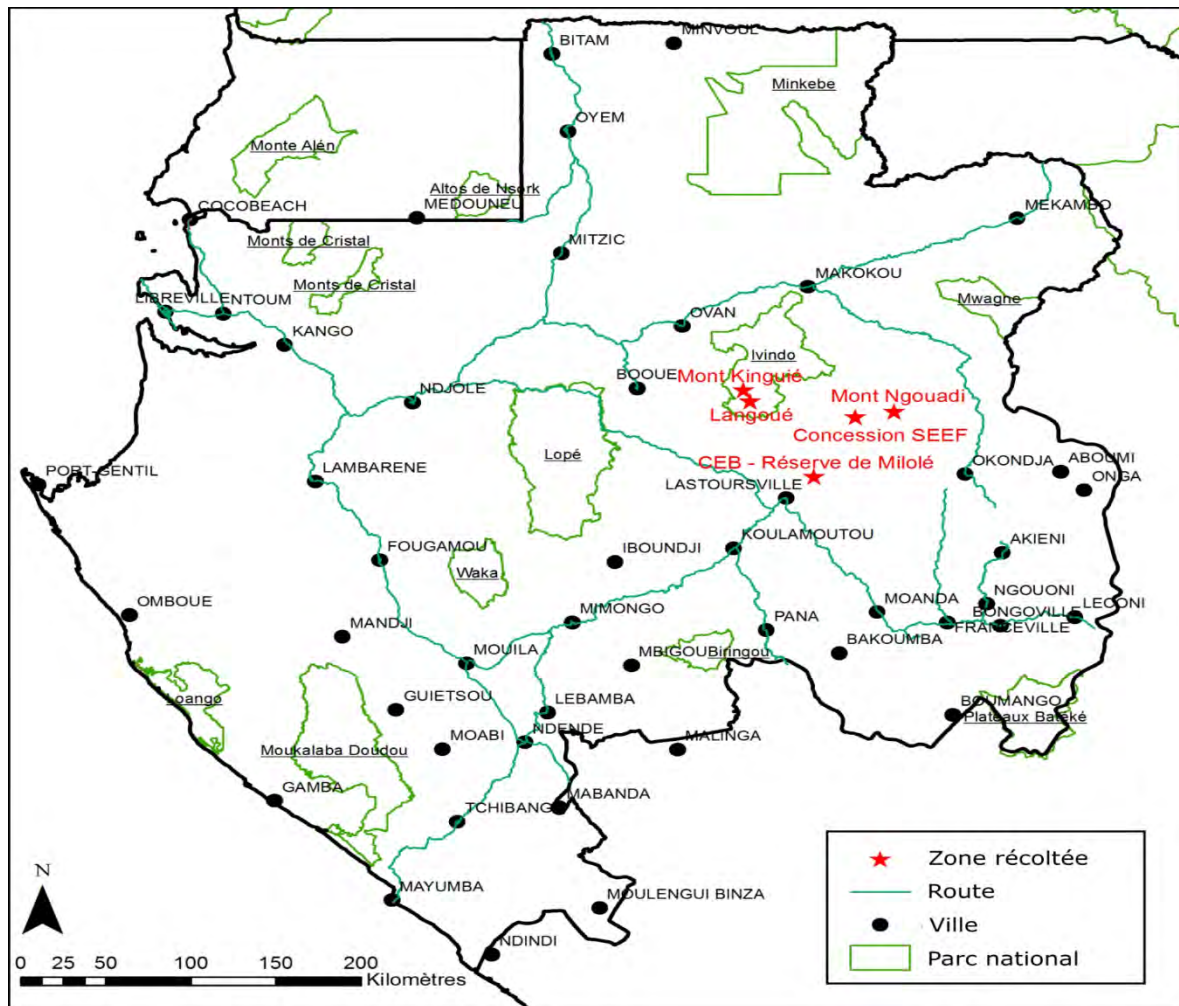 BITAM
MINVOUL
Minkebe
OYEM
Monte Alén
Altos de Nsork
MEDOUNEU
COCOBEACH
MEKAMBO
Monts de Cristal
MITZIC
Monts de Cristal
MAKOKOU
Mwagne
LIBREVILLE
NTOUM
OVAN
KANGO
Ivindo
BOOUE
Mont Kinguié
NDJOLE
Langoué
Mont Ngouadi
Concession SEEF
Lopé
CEB - Réserve de Milolé
PORT-GENTIL
LAMBARENE
LASTOURSVILLE
OKONDJA
ABOUMI
ONGA
KOULAMOUTOU
AKIENI
FOUGAMOU
IBOUNDJI
Waka
OMBOUE
MANDJI
MIMONGO
PANA
MOANDA
NGOUONI
BONGOVILLE
LECONI
FRANCEVILLE
BAKOUMBA
MOUILA
MBIGOU
Biringou
Loango
GUIETSOU
LEBAMBA
BOUMANGO
Plateaux Batéké
Moukalaba Doudou
MOABI
NDENDE
MALINGA
GAMBA
TCHIBANG
MABANDA
MAYUMBA
MOULENGUI BINZA
NDINDI
N
0 25 50 100 150 200
Kilomètres
Zone récoltée
Route
Ville
Parc national